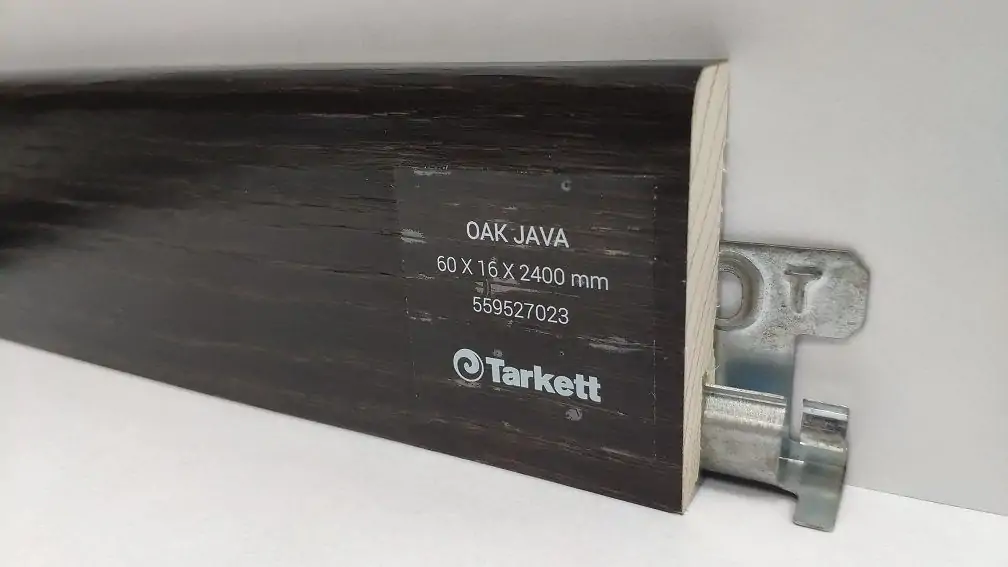 OAK JAVA
60 X 16 X 2400 mm
559527023
Tarkett
T